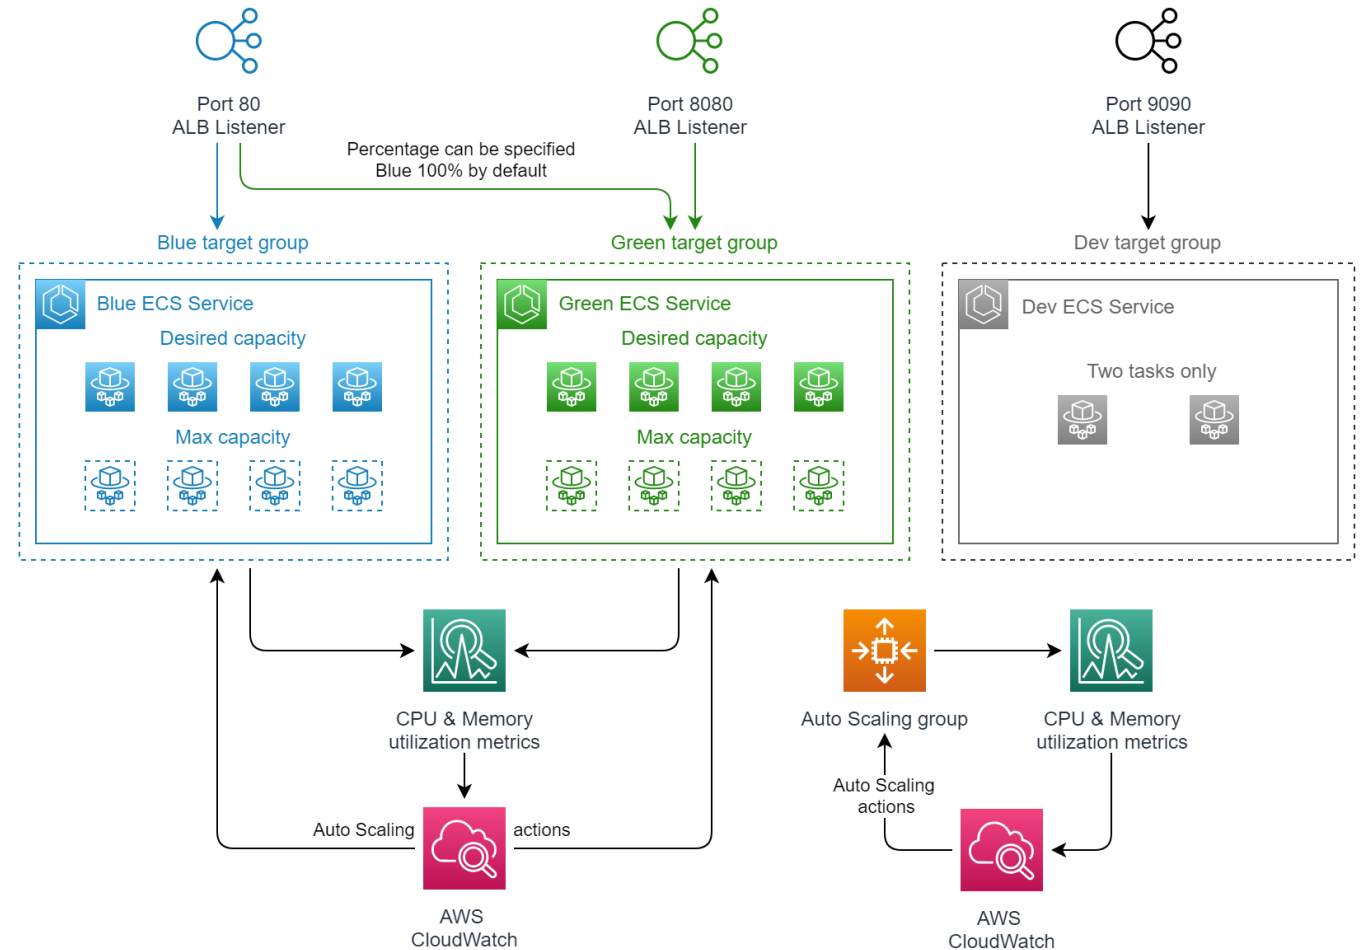 Port 80
ALB Listener
Port 8080
ALB Listener
Port 9090
ALB Listener
Percentage can be specified
Blue 100% by default
Blue target group
Green target group
Dev target group
Blue ECS Service
Desired capacity
Max capacity
Green ECS Service
Desired capacity
Max capacity
Dev ECS Service
Two tasks only
CPU & Memory
utilization metrics
Auto Scaling
actions
AWS
CloudWatch
Auto Scaling group
CPU & Memory
utilization metrics
Auto Scaling
actions
AWS
CloudWatch